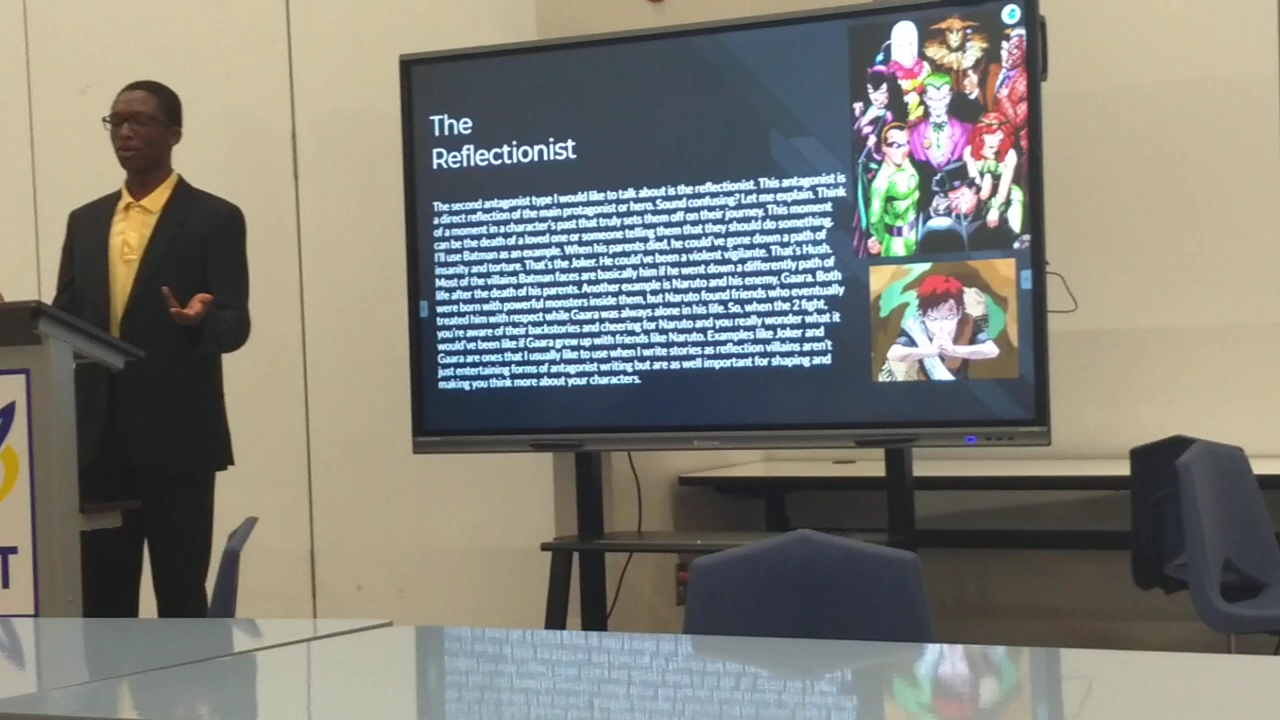 The
Reflectionist
The second antagonist type I would like to talk about is the reflectionist. This antagonist is
a direct reflection of the main protagonist or hero. Sound confusing? Let me explain. Think
of a moment in a character's past that truly sets them off on their journey. This moment
can be the death of a loved one or someone telling them that they should do something.
I'll use Batman as an example. When his parents died, he could've gone down a path of
insanity and torture. That's the Joker. He could've been a violent vigilante. That's Hush.
Most of the villains Batman faces are basically him if he went down a differently path of
life after the death of his parents. Another example is Naruto and his enemy, Gaara. Both
were born with powerful monsters inside them, but Naruto found friends who eventually
treated him with respect while Gaara was always alone in his life. So, when the 2 fight,
you're aware of their backstories and cheering for Naruto and you really wonder what it
would've been like if Gaara grew up with friends like Naruto. Examples like Joker and
Gaara are ones that I usually like to use when I write stories as reflection villains aren't
just entertaining forms of antagonist writing but are as well important for shaping and
making you think more about your characters.
T